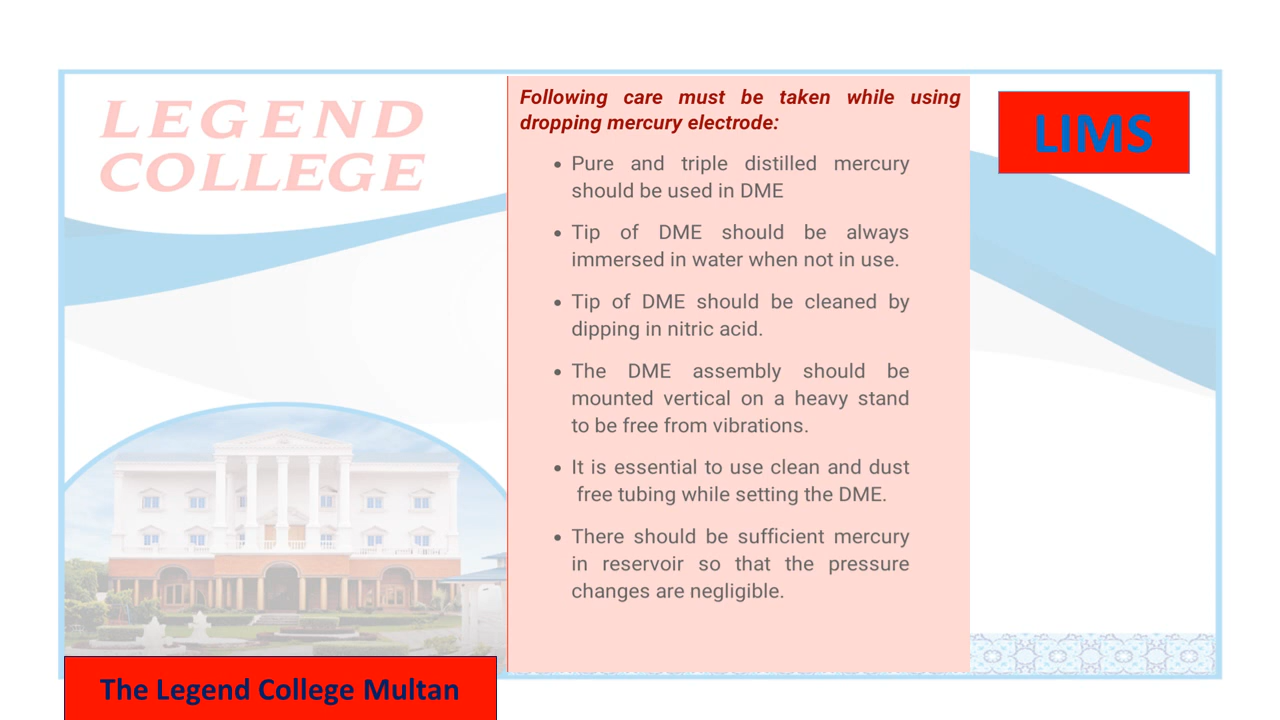 LEGEND
COLLEGE
Following care must be taken while using
dropping mercury electrode:
• Pure and triple distilled mercury
should be used in DME
• Tip of DME should be always
immersed in water when not in use.
• Tip of DME should be cleaned by
dipping in nitric acid.
• The DME assembly should be
mounted vertical on a heavy stand
to be free from vibrations.
• It is essential to use clean and dust
free tubing while setting the DME.
• There should be sufficient mercury
in reservoir so that the pressure
changes are negligible.
LIMS
The Legend College Multan